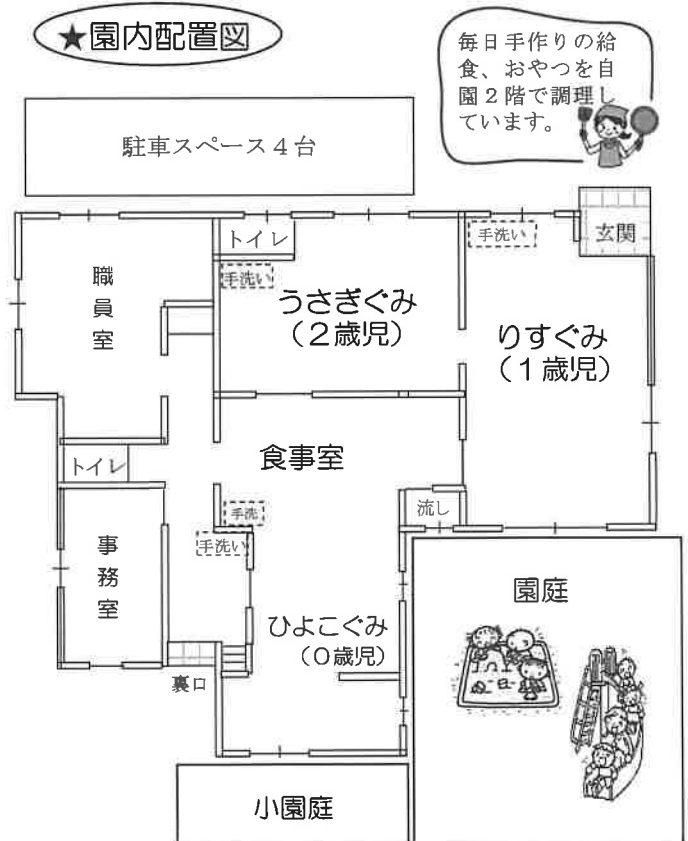 ★園内配置図
毎日手作りの給
食、おやつを自
園２階で調理し
ています。
駐車スペース４台
トイレ
手洗い
玄関
手洗い
職員室
うさぎぐみ
（２歳児）
りすぐみ
（１歳児）
食事室
トイレ
流し
手洗
手洗い
事務室
園庭
ひよこぐみ
（０歳児）
裏口
小園庭